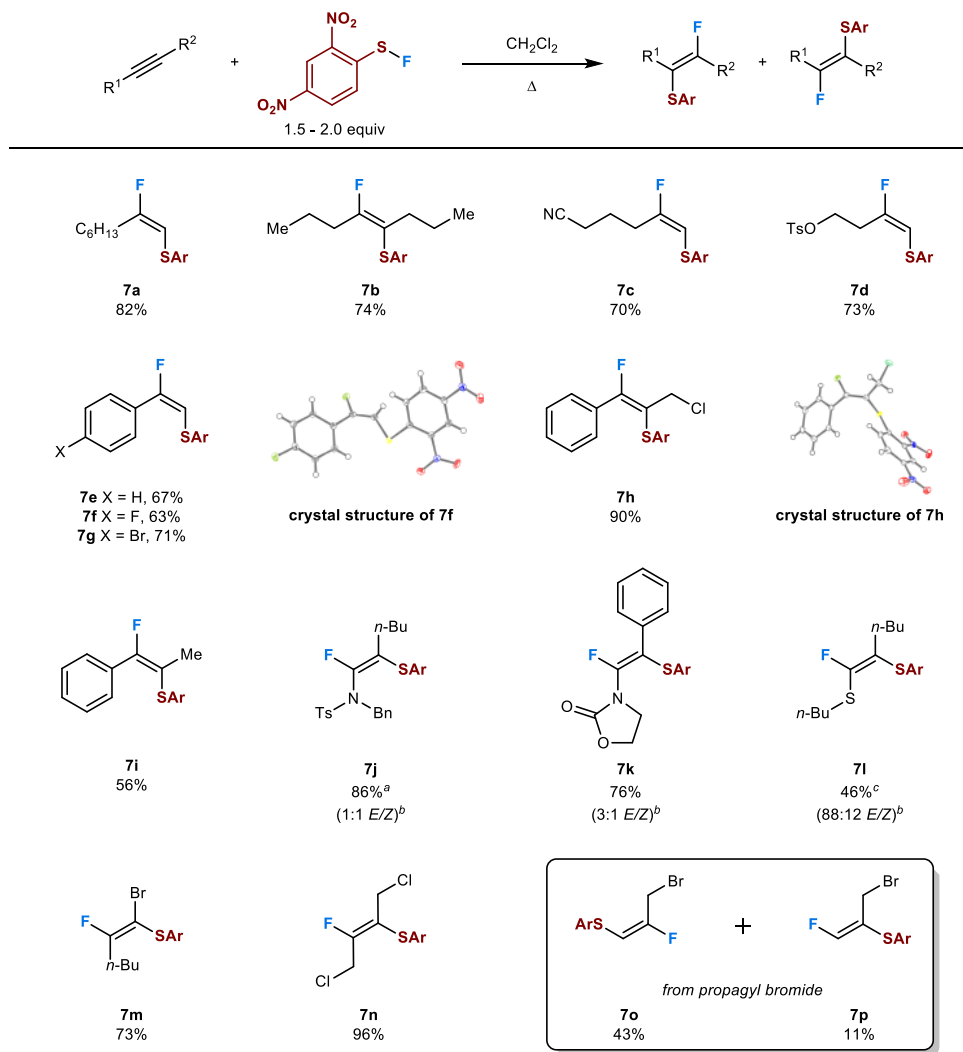 R¹
R²
+
NO₂
NO₂
S
F
1.5 - 2.0 equiv
CH₂Cl₂
Δ
F
R¹
R²
SAr
+
SAr
R¹
R²
F
F
C₆H₁₃
SAr
7a
82%
F
Me
Me
SAr
7b
74%
F
NC
SAr
7c
70%
F
TsO
SAr
7d
73%
F
X
SAr
7e X = H, 67%
7f X = F, 63%
7g X = Br, 71%
crystal structure of 7f
F
Cl
SAr
7h
90%
crystal structure of 7h
F
Me
SAr
7i
56%
n-Bu
F
SAr
N
Ts
Bn
7j
86%ᵃ
(1:1 E/Z)ᵇ
F
SAr
N
O
O
7k
76%
(3:1 E/Z)ᵇ
n-Bu
F
SAr
S
n-Bu
7l
46%ᶜ
(88:12 E/Z)ᵇ
Br
F
SAr
n-Bu
7m
73%
Cl
F
SAr
Cl
7n
96%
Br
ArS
F
+
Br
F
SAr
from propagyl bromide
7o
43%
7p
11%